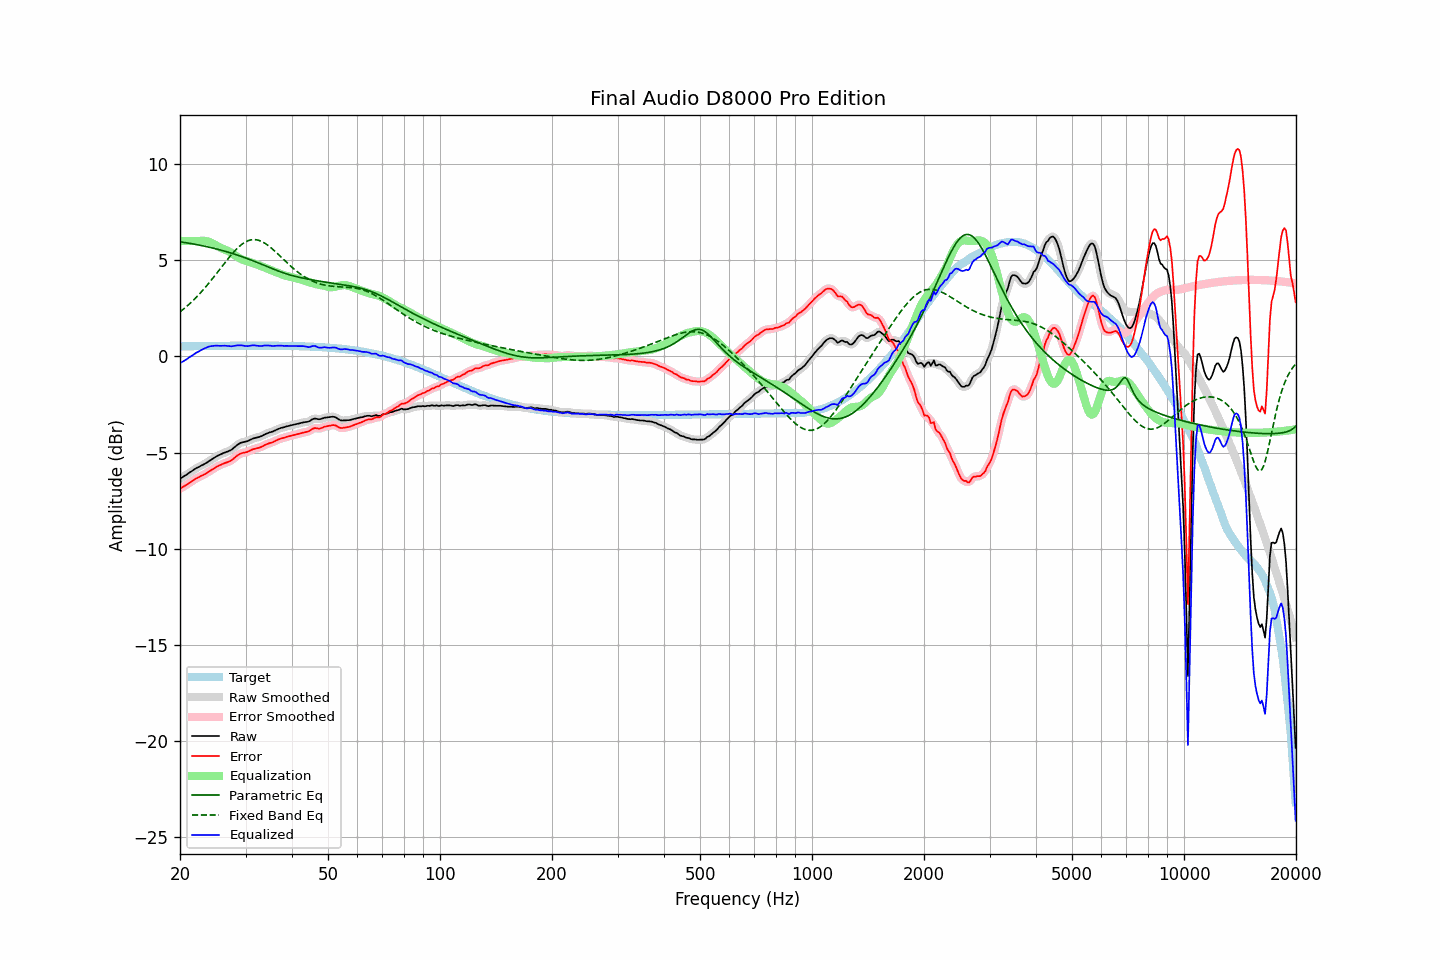 Final Audio D8000 Pro Edition
Amplitude (dBr)
10
5
0
−5
−10
−15
−20
−25
Target
Raw Smoothed
Error Smoothed
Raw
Error
Equalization
Parametric Eq
Fixed Band Eq
Equalized
20 50 100 200 500 1000 2000 5000 10000 20000
Frequency (Hz)